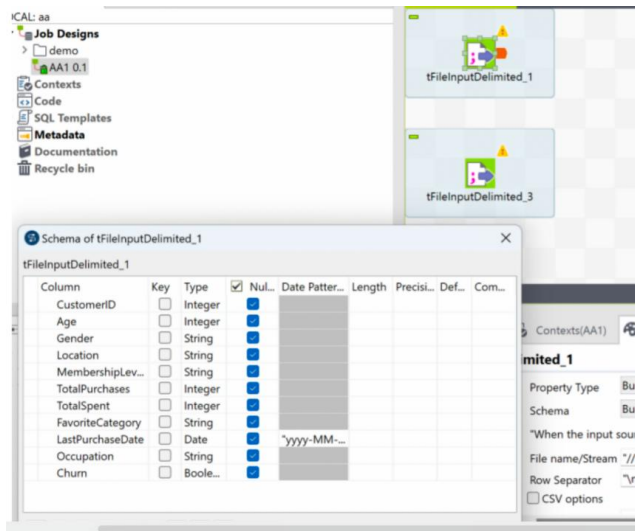 OCAL: aa
Job Designs
demo
AA1 0.1
Contexts
Code
SQL Templates
Metadata
Documentation
Recycle bin
tFileInputDelimited_1
tFileInputDelimited_3
Schema of tFileInputDelimited_1
tFileInputDelimited_1
Column Key Type Nul... Date Patter... Length Precisi... Def... Com...
CustomerID Integer
Age Integer
Gender String
Location String
MembershipLev... String
TotalPurchases Integer
TotalSpent Integer
FavoriteCategory String
LastPurchaseDate Date "yyyy-MM-...
Occupation String
Churn Boole...
Contexts(AA1)
mited_1
Property Type Bu
Schema Bu
"When the input sour
File name/Stream "//
Row Separator "\n
CSV options